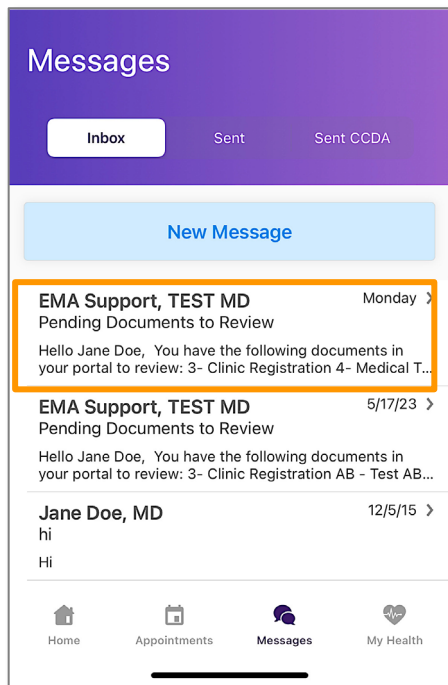 Messages
Inbox Sent Sent CCDA
New Message
EMA Support, TEST MD Monday
Pending Documents to Review
Hello Jane Doe, You have the following documents in
your portal to review: 3- Clinic Registration 4- Medical T...
EMA Support, TEST MD 5/17/23
Pending Documents to Review
Hello Jane Doe, You have the following documents in
your portal to review: 3- Clinic Registration AB - Test AB...
Jane Doe, MD 12/5/15
hi
Hi
Home Appointments Messages My Health